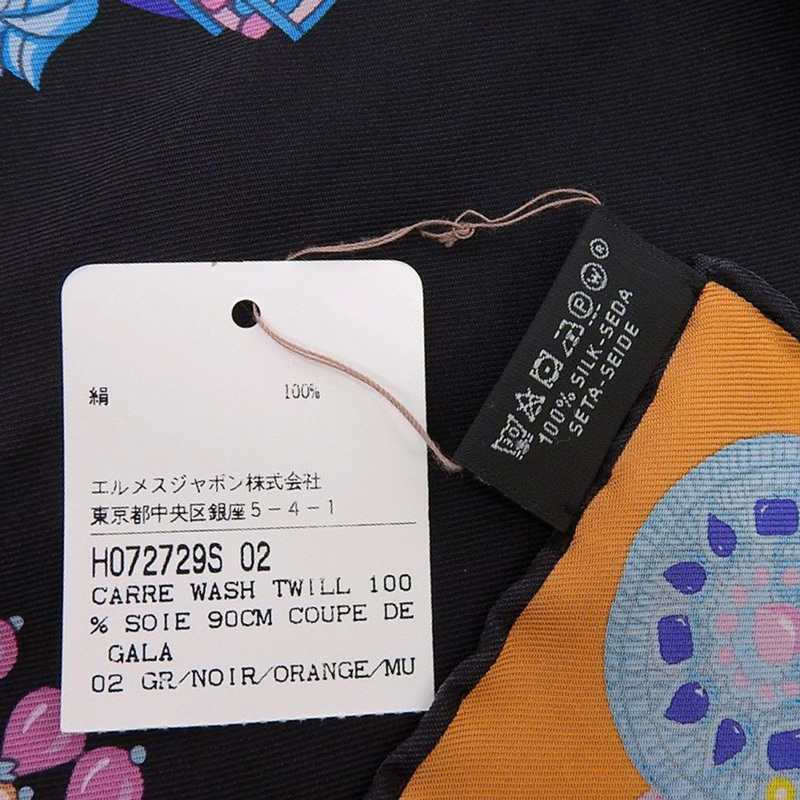 絹 100%
エルメスジャポン株式会社
東京都中央区銀座5-4-1
H072729S 02
CARRE WASH TWILL 100
% SOIE 90CM COUPE DE
GALA
02 GR/NOIR/ORANGE/MU
P W R
100% SILK-SEDA
SETA-SEIDE